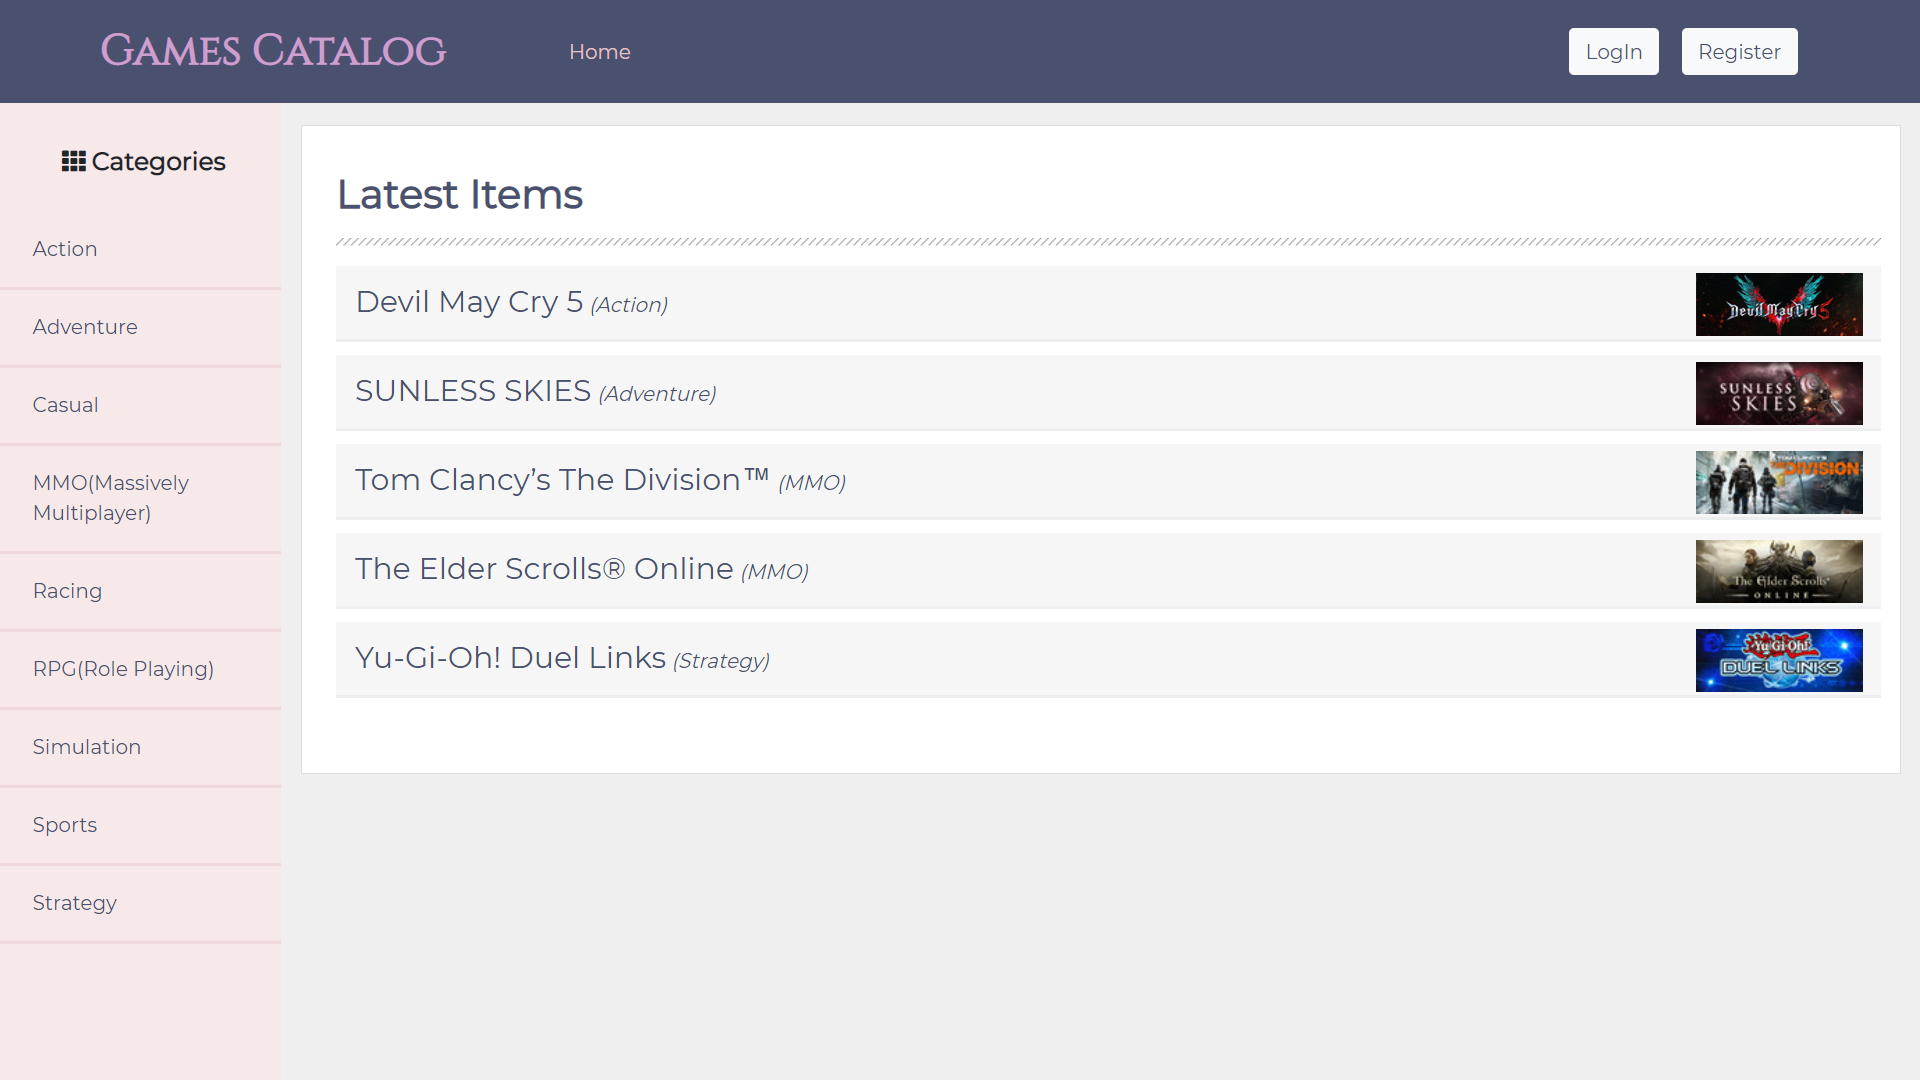 Games Catalog
Home
LogIn
Register
Categories
Action
Adventure
Casual
MMO(Massively
Multiplayer)
Racing
RPG(Role Playing)
Simulation
Sports
Strategy
Latest Items
Devil May Cry 5 (Action)
Devil May Cry 5
SUNLESS SKIES (Adventure)
SUNLESS
SKIES
Tom Clancy’s The Division™ (MMO)
TOM CLANCY'S
THE DIVISION
The Elder Scrolls® Online (MMO)
The Elder Scrolls®
ONLINE
Yu-Gi-Oh! Duel Links (Strategy)
Yu-Gi-Oh!
DUEL LINKS